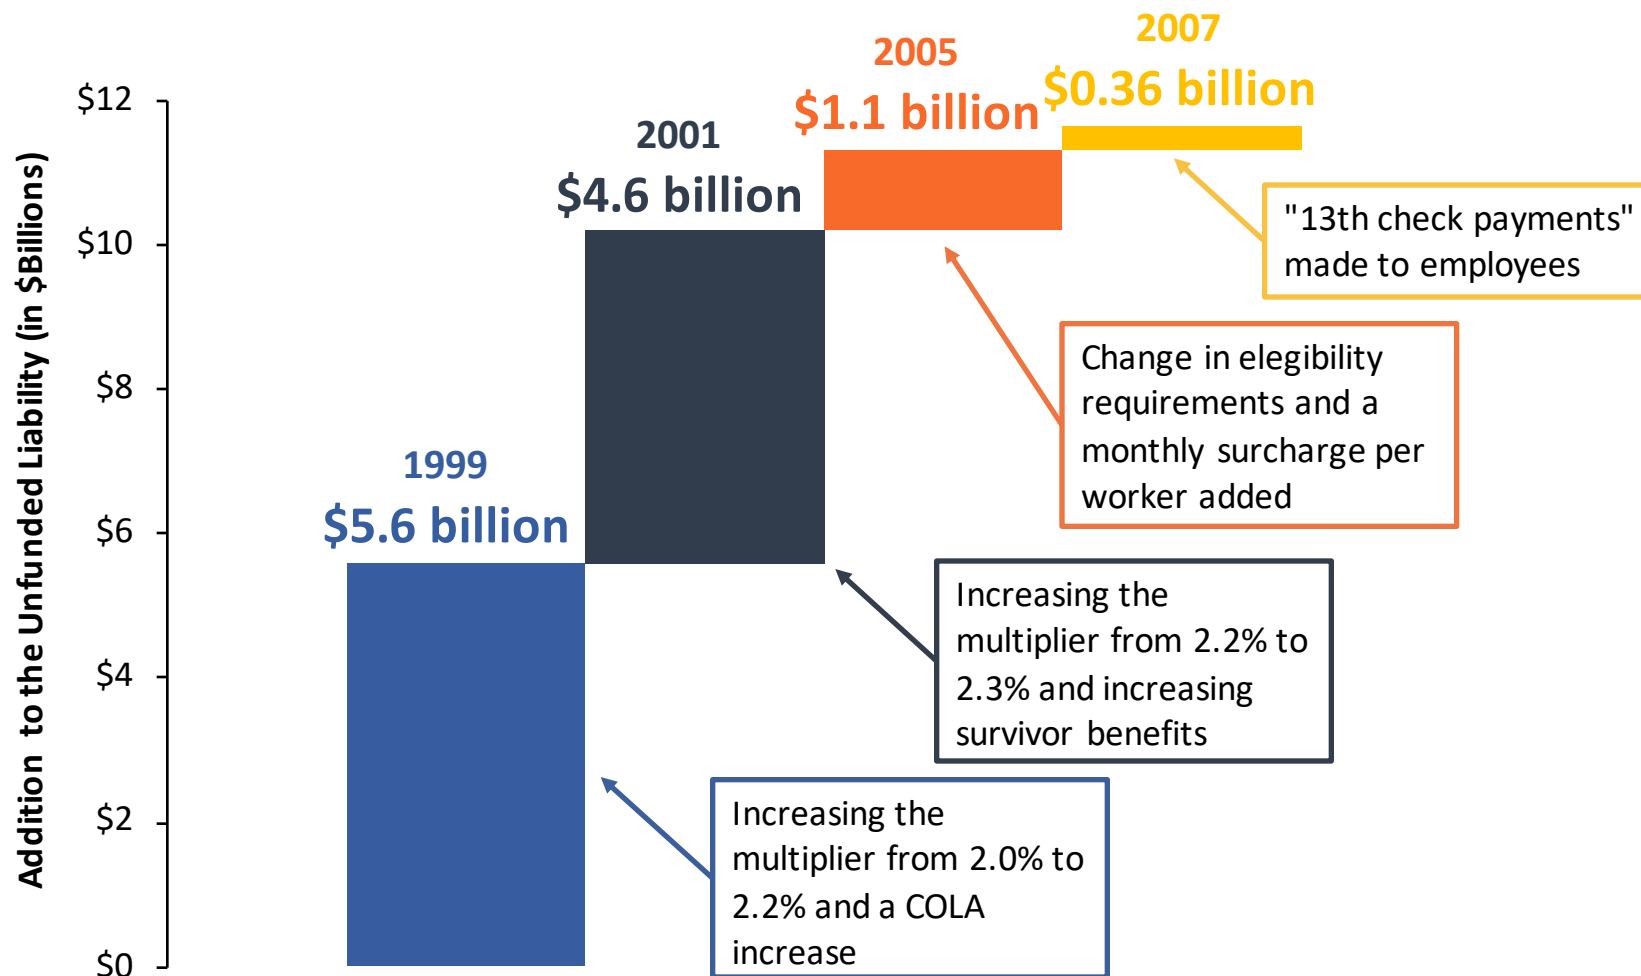 Addition to the Unfunded Liability (in $Billions)
$12
$10
$8
$6
$4
$2
$0
1999
$5.6 billion
2001
$4.6 billion
2005
$1.1 billion
2007
$0.36 billion
"13th check payments"
made to employees
Change in elegibility
requirements and a
monthly surcharge per
worker added
Increasing the
multiplier from 2.2% to
2.3% and increasing
survivor benefits
Increasing the
multiplier from 2.0% to
2.2% and a COLA
increase